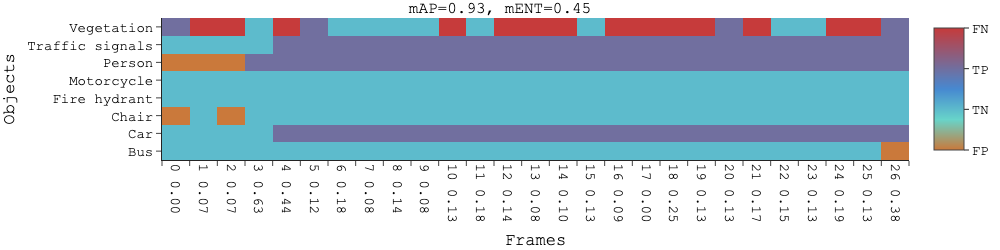 mAP=0.93, mENT=0.45
Objects
Vegetation
Traffic signals
Person
Motorcycle
Fire hydrant
Chair
Car
Bus
0 0.00
1 0.07
2 0.07
3 0.63
4 0.44
5 0.12
6 0.18
7 0.08
8 0.14
9 0.08
10 0.13
11 0.18
12 0.14
13 0.08
14 0.10
15 0.13
16 0.09
17 0.00
18 0.25
19 0.13
20 0.13
21 0.17
22 0.15
23 0.13
24 0.19
25 0.13
26 0.38
Frames
FN
TP
TN
FP